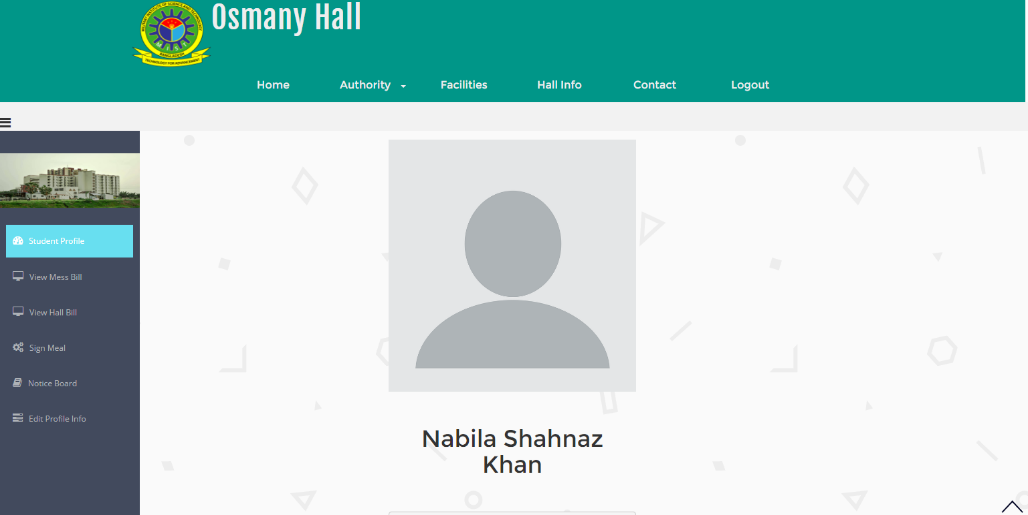 Osmany Hall
Home Authority Facilities Hall Info Contact Logout
Student Profile
View Mess Bill
View Hall Bill
Sign Meal
Notice Board
Edit Profile Info
Nabila Shahnaz
Khan